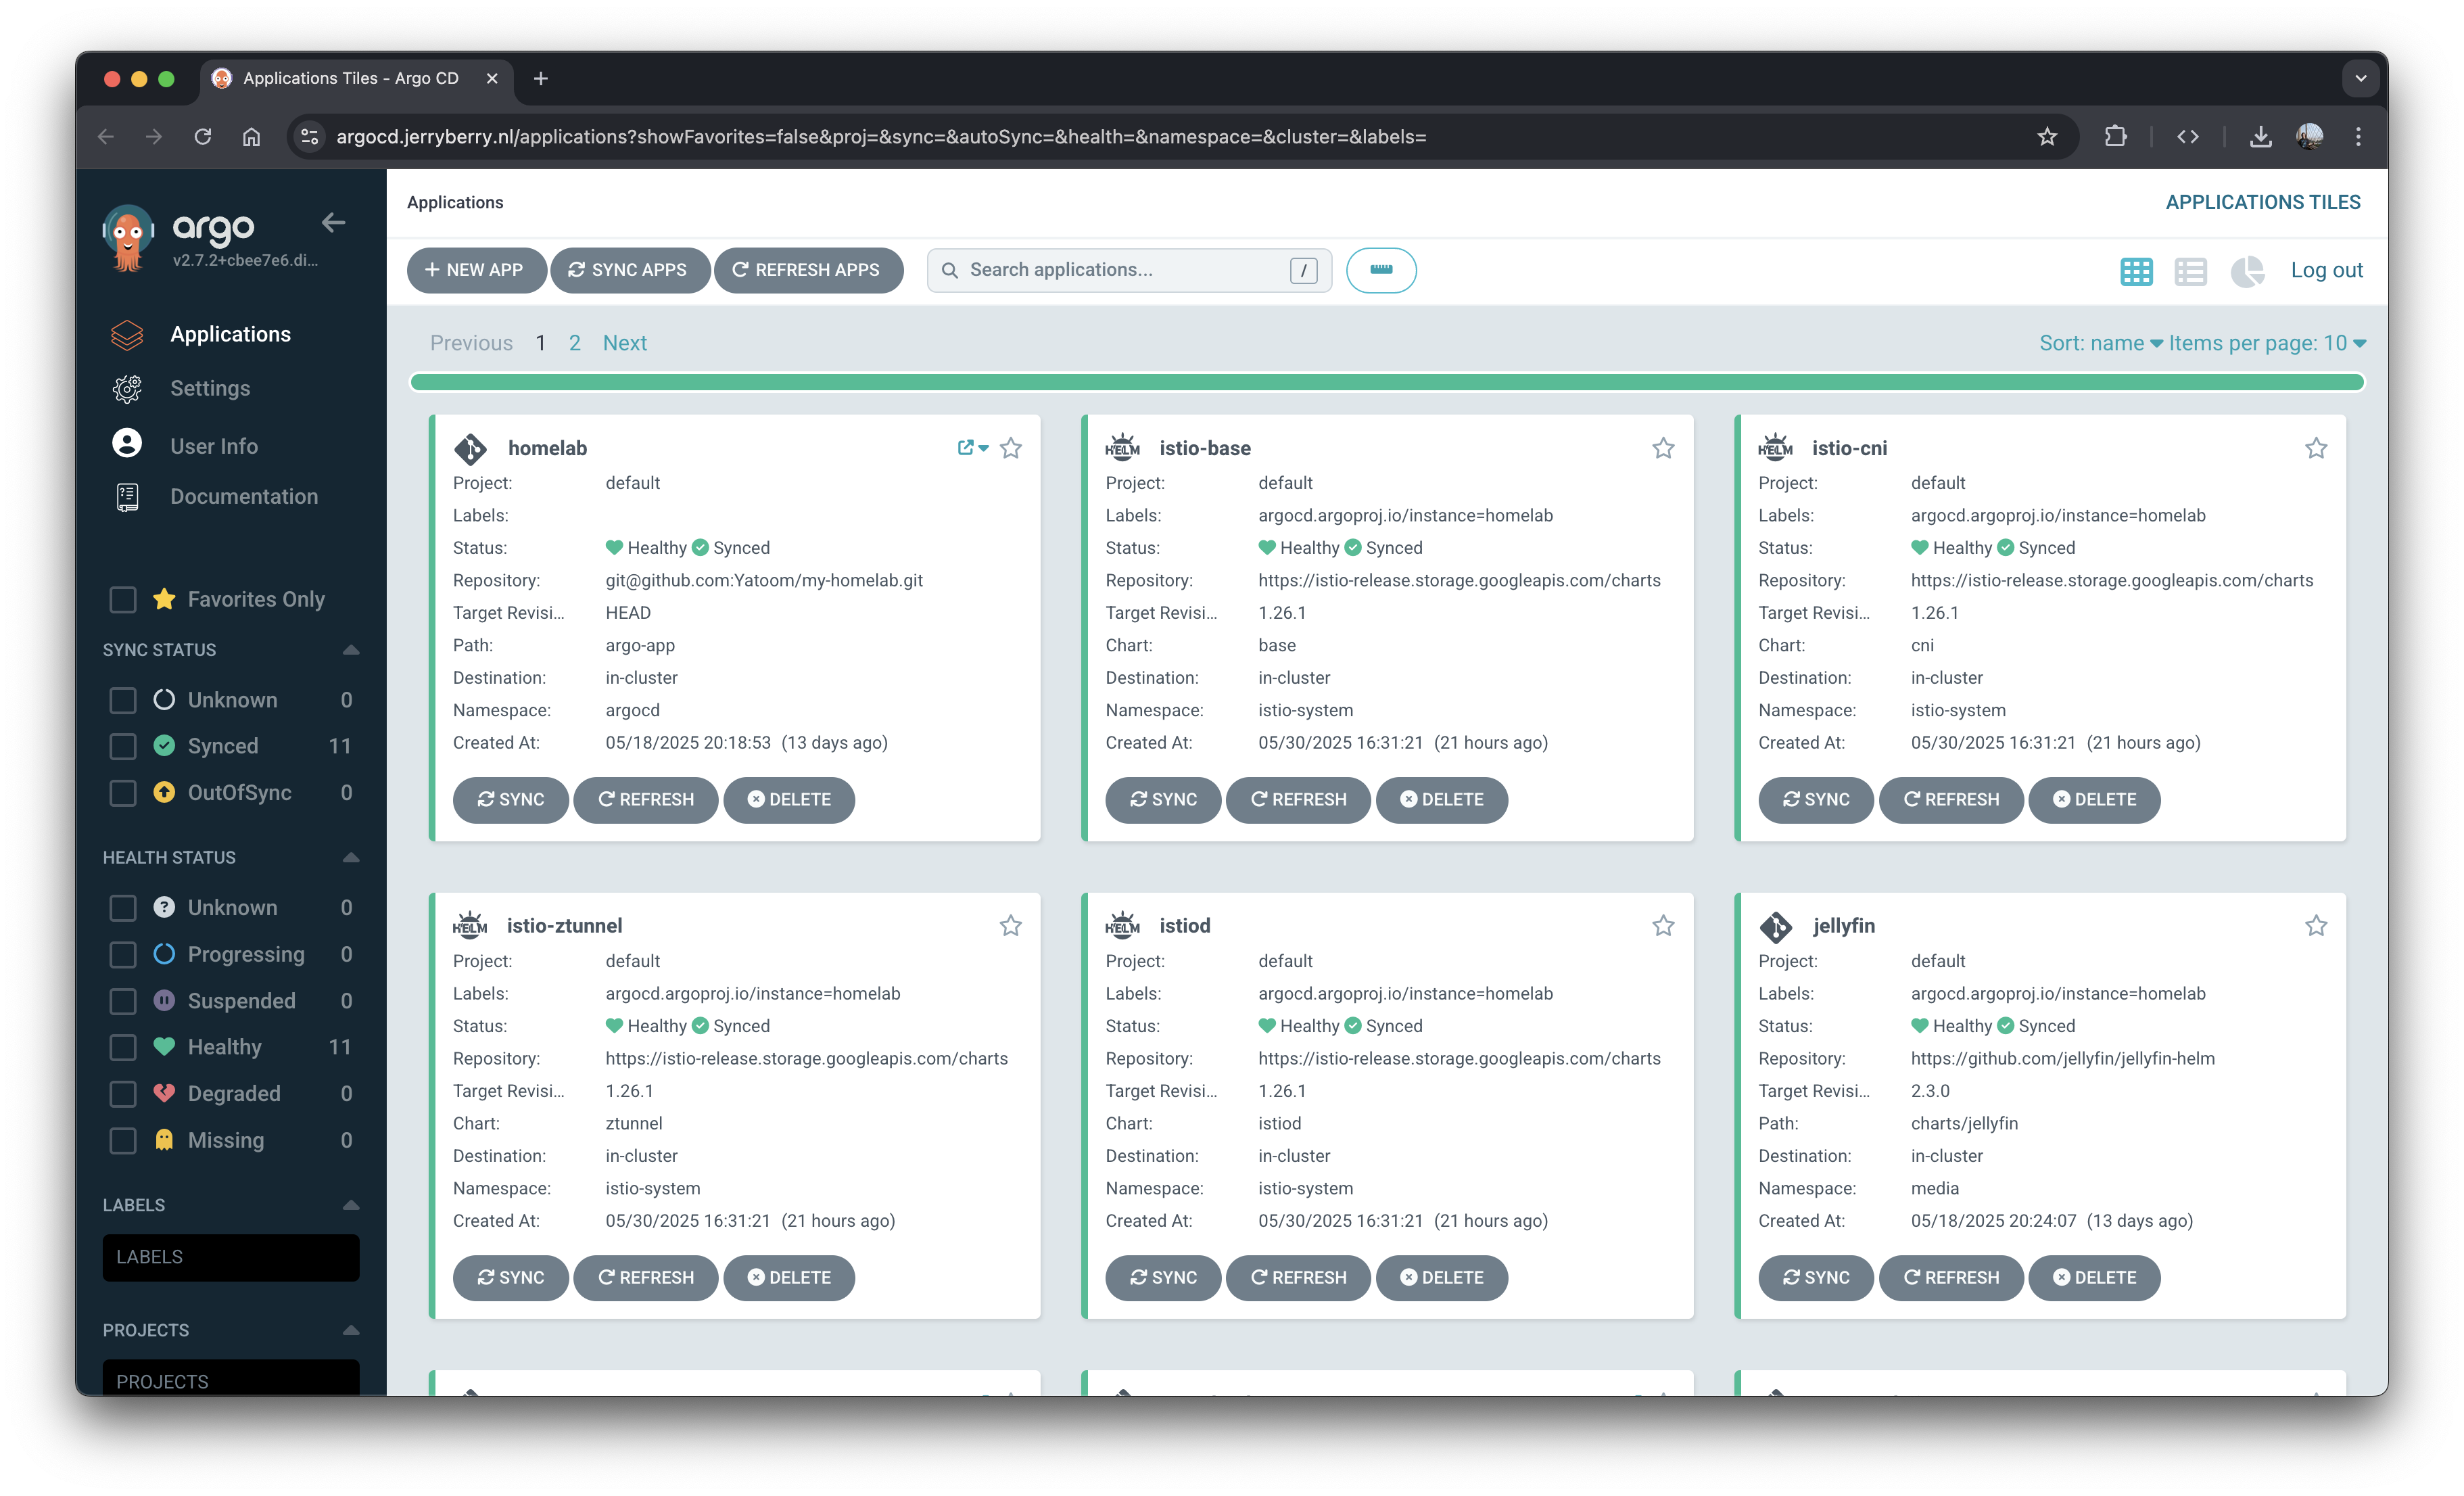 Applications Tiles - Argo CD
argocd.jerryberry.nl/applications?showFavorites=false&proj=&sync=&autoSync=&health=&namespace=&cluster=&labels=
argo
v2.7.2+cbee7e6.di...
Applications
Settings
User Info
Documentation
Favorites Only
SYNC STATUS
Unknown 0
Synced 11
OutOfSync 0
HEALTH STATUS
Unknown 0
Progressing 0
Suspended 0
Healthy 11
Degraded 0
Missing 0
LABELS
LABELS
PROJECTS
PROJECTS
Applications
APPLICATIONS TILES
+ NEW APP SYNC APPS REFRESH APPS Search applications... / Log out
Previous 1 2 Next
Sort: name Items per page: 10
homelab
Project: default
Labels:
Status: Healthy Synced
Repository: git@github.com:Yatoom/my-homelab.git
Target Revisi... HEAD
Path: argo-app
Destination: in-cluster
Namespace: argocd
Created At: 05/18/2025 20:18:53 (13 days ago)
SYNC REFRESH DELETE
HELM istio-base
Project: default
Labels: argocd.argoproj.io/instance=homelab
Status: Healthy Synced
Repository: https://istio-release.storage.googleapis.com/charts
Target Revisi... 1.26.1
Chart: base
Destination: in-cluster
Namespace: istio-system
Created At: 05/30/2025 16:31:21 (21 hours ago)
SYNC REFRESH DELETE
HELM istio-cni
Project: default
Labels: argocd.argoproj.io/instance=homelab
Status: Healthy Synced
Repository: https://istio-release.storage.googleapis.com/charts
Target Revisi... 1.26.1
Chart: cni
Destination: in-cluster
Namespace: istio-system
Created At: 05/30/2025 16:31:21 (21 hours ago)
SYNC REFRESH DELETE
HELM istio-ztunnel
Project: default
Labels: argocd.argoproj.io/instance=homelab
Status: Healthy Synced
Repository: https://istio-release.storage.googleapis.com/charts
Target Revisi... 1.26.1
Chart: ztunnel
Destination: in-cluster
Namespace: istio-system
Created At: 05/30/2025 16:31:21 (21 hours ago)
SYNC REFRESH DELETE
HELM istiod
Project: default
Labels: argocd.argoproj.io/instance=homelab
Status: Healthy Synced
Repository: https://istio-release.storage.googleapis.com/charts
Target Revisi... 1.26.1
Chart: istiod
Destination: in-cluster
Namespace: istio-system
Created At: 05/30/2025 16:31:21 (21 hours ago)
SYNC REFRESH DELETE
jellyfin
Project: default
Labels: argocd.argoproj.io/instance=homelab
Status: Healthy Synced
Repository: https://github.com/jellyfin/jellyfin-helm
Target Revisi... 2.3.0
Path: charts/jellyfin
Destination: in-cluster
Namespace: media
Created At: 05/18/2025 20:24:07 (13 days ago)
SYNC REFRESH DELETE